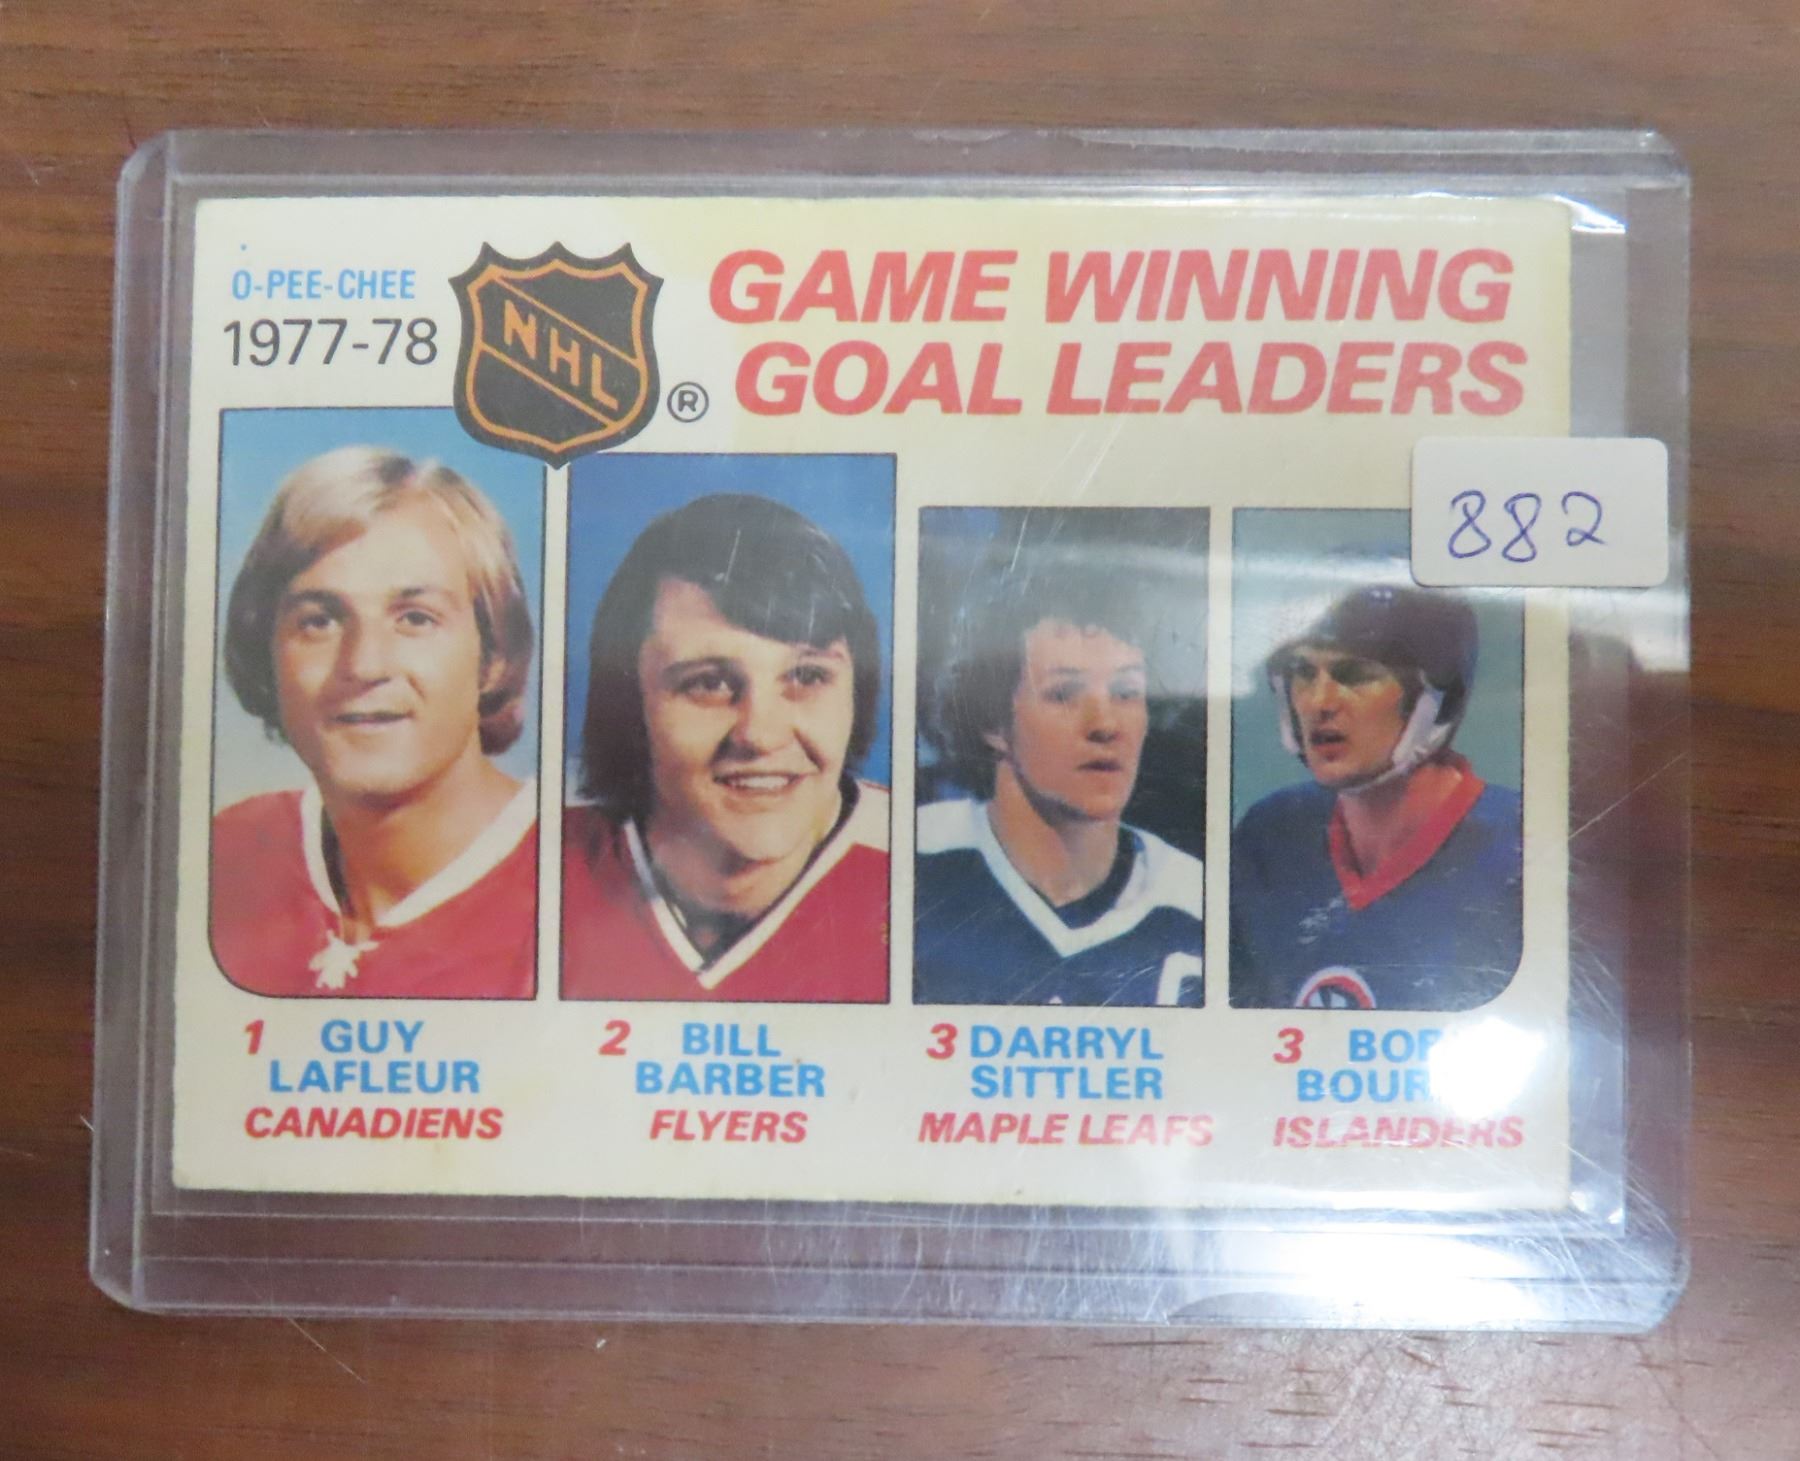 O-PEE-CHEE
1977-78
NHL
®
GAME WINNING
GOAL LEADERS
882
1 GUY
LAFLEUR
CANADIENS
2 BILL
BARBER
FLYERS
3 DARRYL
SITTLER
MAPLE LEAFS
3
ISLANDERS